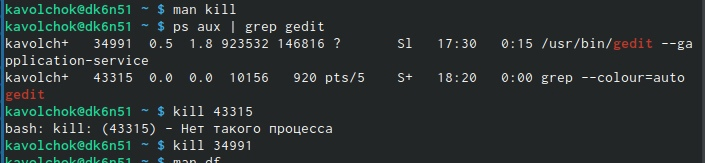 kavolchok@dk6n51 ~ $ man kill
kavolchok@dk6n51 ~ $ ps aux | grep gedit
kavolch+   34991  0.5  1.8 923532 146816 ?       Sl   17:30   0:15 /usr/bin/gedit --ga
pplication-service
kavolch+   43315  0.0  0.0  10156   920 pts/5    S+   18:20   0:00 grep --colour=auto
gedit
kavolchok@dk6n51 ~ $ kill 43315
bash: kill: (43315) – Нет такого процесса
kavolchok@dk6n51 ~ $ kill 34991
kavolchok@dk6n51 ~ $ man df